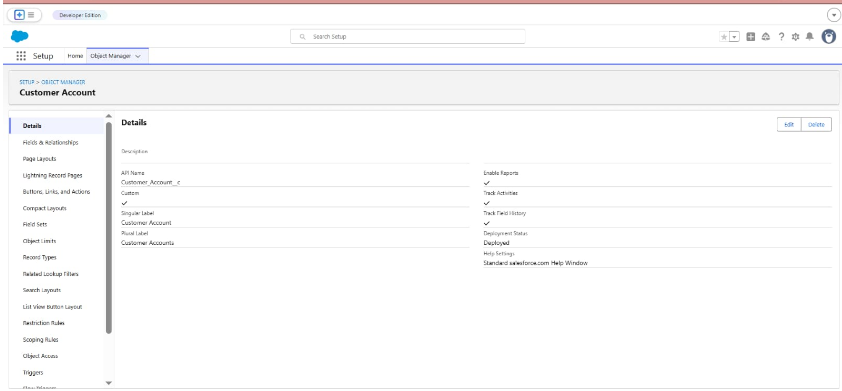 Developer Edition
Search Setup
Setup
Home
Object Manager
SETUP > OBJECT MANAGER
Customer Account
Details
Fields & Relationships
Page Layouts
Lightning Record Pages
Buttons, Links, and Actions
Compact Layouts
Field Sets
Object Limits
Record Types
Related Lookup Filters
Search Layouts
List View Button Layout
Restriction Rules
Scoping Rules
Object Access
Triggers
Details
Edit
Delete
Description
API Name
Customer_Account__c
Custom
Singular Label
Customer Account
Plural Label
Customer Accounts
Enable Reports
Track Activities
Track Field History
Deployment Status
Deployed
Help Settings
Standard salesforce.com Help Window